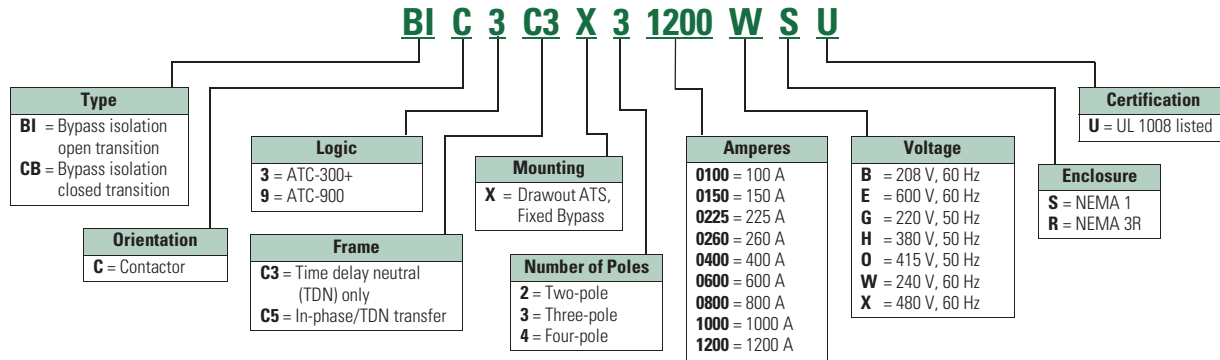 BI C 3 C3 X 3 1200 W S U
Type
BI = Bypass isolation
open transition
CB = Bypass isolation
closed transition
Orientation
C = Contactor
Logic
3 = ATC-300+
9 = ATC-900
Frame
C3 = Time delay neutral
(TDN) only
C5 = In-phase/TDN transfer
Mounting
X = Drawout ATS,
Fixed Bypass
Number of Poles
2 = Two-pole
3 = Three-pole
4 = Four-pole
Amperes
0100 = 100 A
0150 = 150 A
0225 = 225 A
0260 = 260 A
0400 = 400 A
0600 = 600 A
0800 = 800 A
1000 = 1000 A
1200 = 1200 A
Voltage
B = 208 V, 60 Hz
E = 600 V, 60 Hz
G = 220 V, 50 Hz
H = 380 V, 50 Hz
O = 415 V, 50 Hz
W = 240 V, 60 Hz
X = 480 V, 60 Hz
Enclosure
S = NEMA 1
R = NEMA 3R
Certification
U = UL 1008 listed